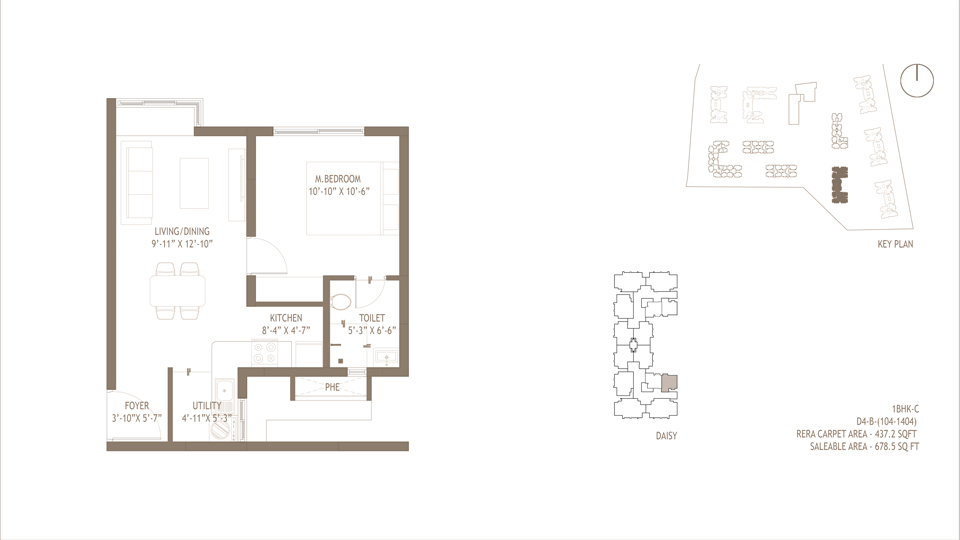 M.BEDROOM
10'-10" X 10'-6"
LIVING/DINING
9'-11" X 12'-10"
KITCHEN
8'-4" X 4'-7"
TOILET
5'-3" X 6'-6"
PHE
FOYER
3'-10"X 5'-7"
UTILITY
4'-11"X 5'-3"
KEY PLAN
DAISY
1BHK-C
D4-B-(104-1404)
RERA CARPET AREA - 437.2 SQFT
SALEABLE AREA - 678.5 SQ FT